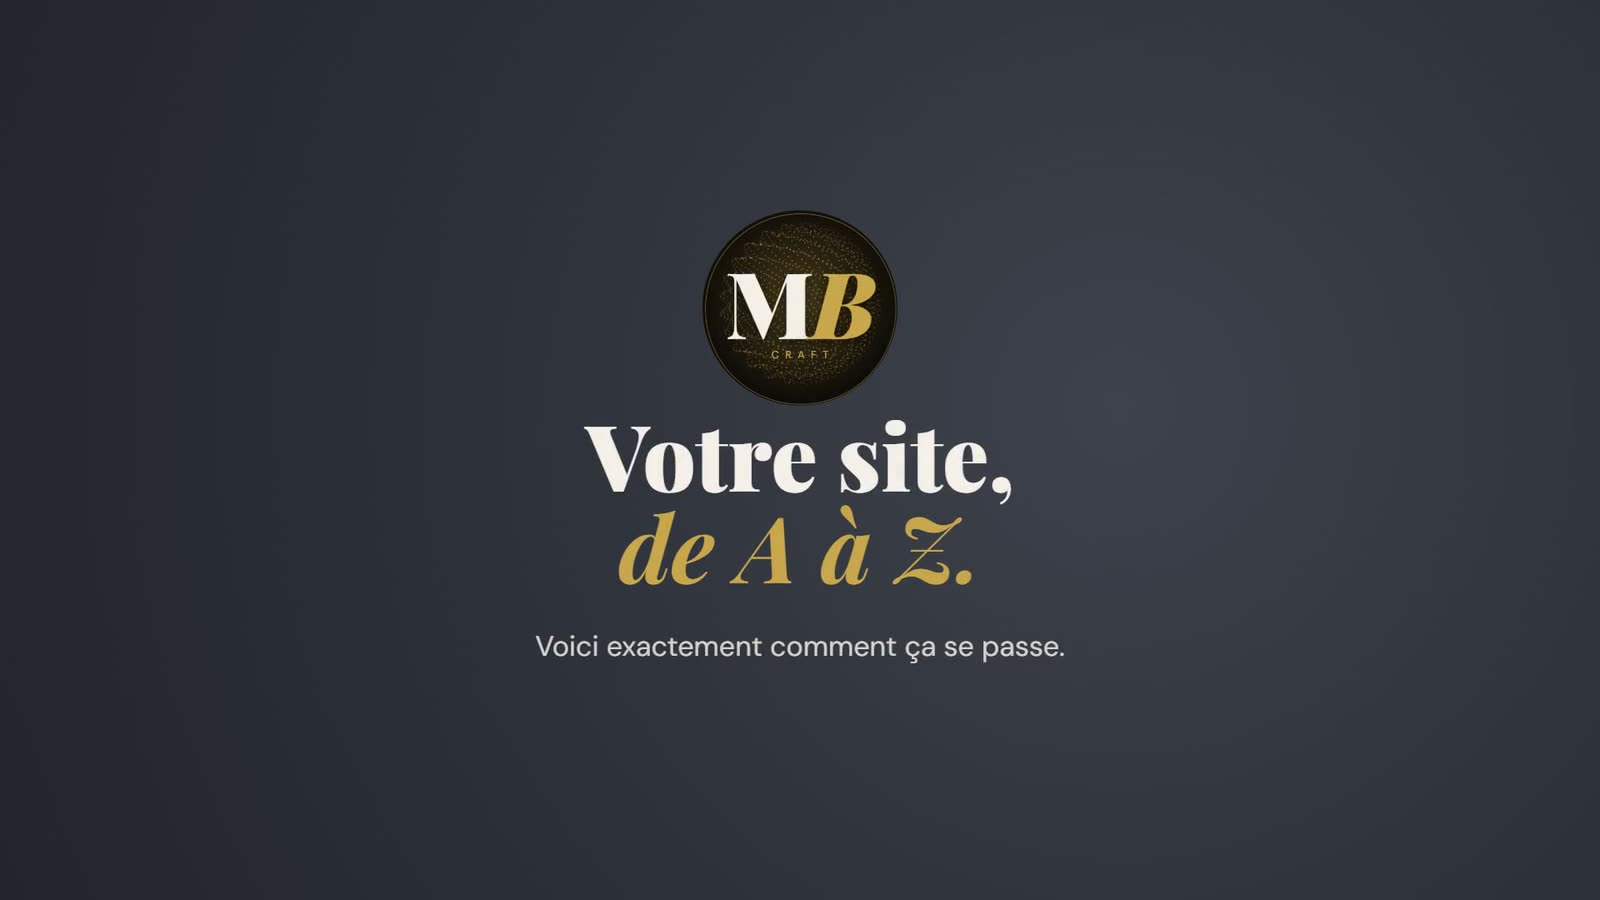 MB
CRAFT
Votre site,
de A à Z.
Voici exactement comment ça se passe.